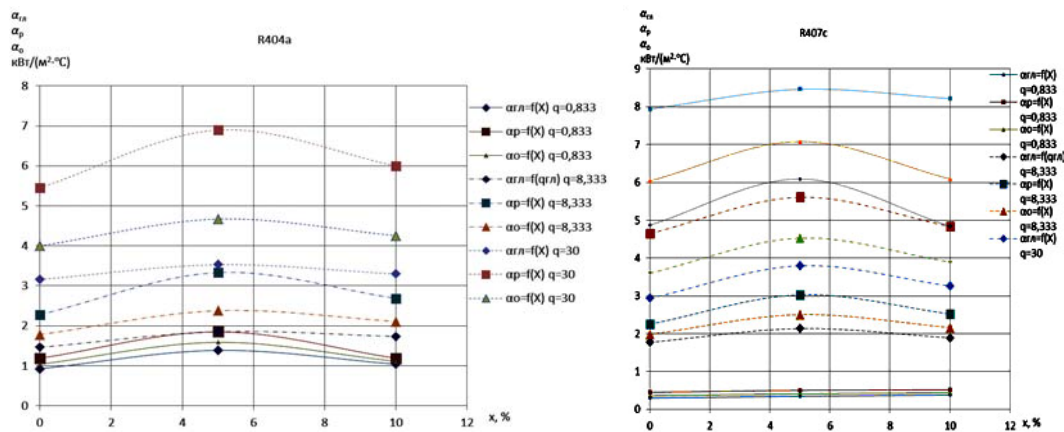 αгл
αр
αо
кВт/(м²·°C)
R404a
8
7
6
5
4
3
2
1
0
0 2 4 6 8 10 12
x, %
αгл=f(X) q=0,833
αр=f(X) q=0,833
αо=f(X) q=0,833
αгл=f(qгл) q=8,333
αр=f(X) q=8,333
αо=f(X) q=8,333
αгл=f(X) q=30
αр=f(X) q=30
αо=f(X) q=30
αгл
αр
αо
кВт/(м²·°C)
R407c
9
8
7
6
5
4
3
2
1
0
0 2 4 6 8 10 12
x, %
αгл=f(X)
q=0,833
αр=f(X)
q=0,833
αо=f(X)
q=0,833
αгл=f(qгл)
q=8,333
αр=f(X)
q=8,333
αо=f(X)
q=8,333
αгл=f(X)
q=30